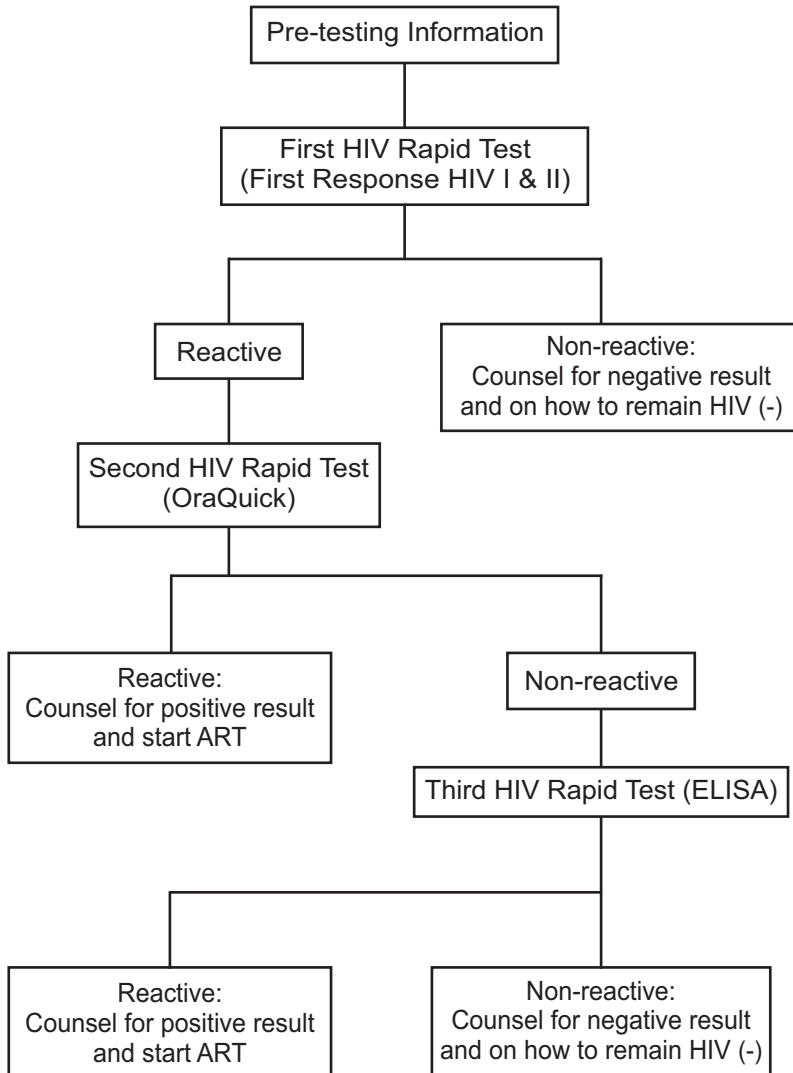 Pre-testing Information
First HIV Rapid Test
(First Response HIV I & II)
Reactive
Non-reactive:
Counsel for negative result
and on how to remain HIV (-)
Second HIV Rapid Test
(OraQuick)
Reactive:
Counsel for positive result
and start ART
Non-reactive
Third HIV Rapid Test (ELISA)
Reactive:
Counsel for positive result
and start ART
Non-reactive:
Counsel for negative result
and on how to remain HIV (-)